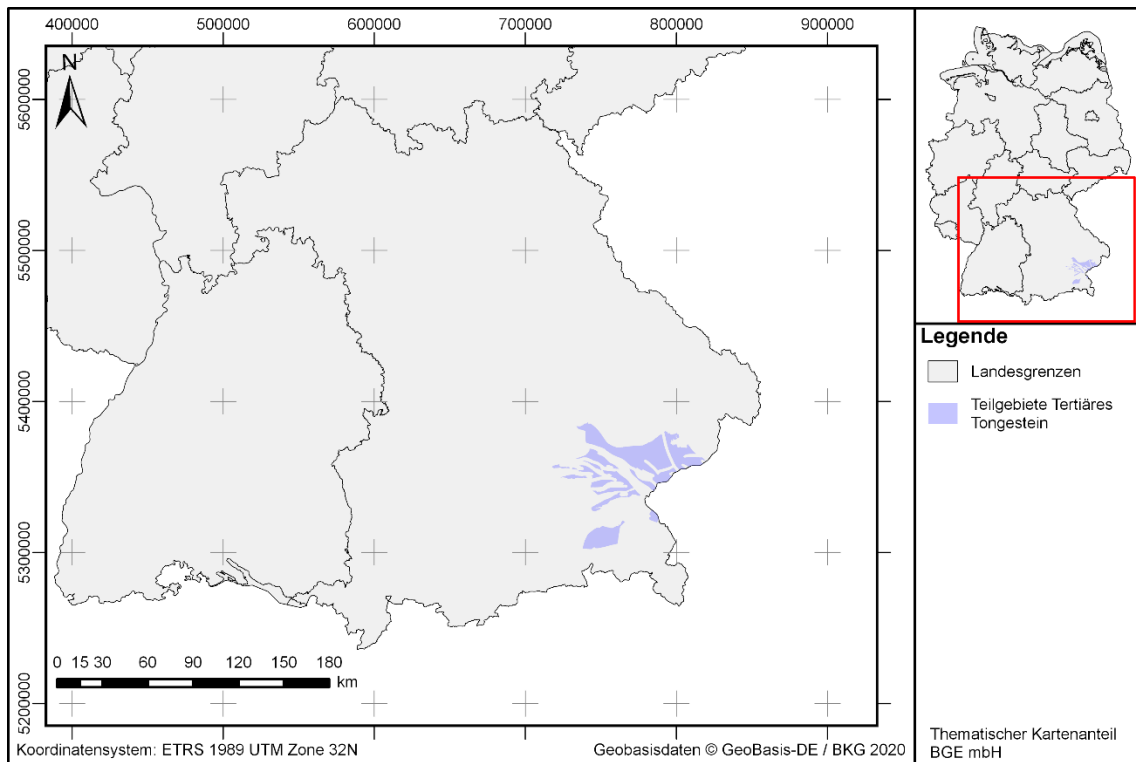 400000 500000 600000 700000 800000 900000
5600000
5500000
5400000
5300000
5200000
N
0 15 30 60 90 120 150 180
km
Koordinatensystem: ETRS 1989 UTM Zone 32N
Geobasisdaten © GeoBasis-DE / BKG 2020
Legende
Landesgrenzen
Teilgebiete Tertiäres
Tongestein
Thematischer Kartenanteil
BGE mbH